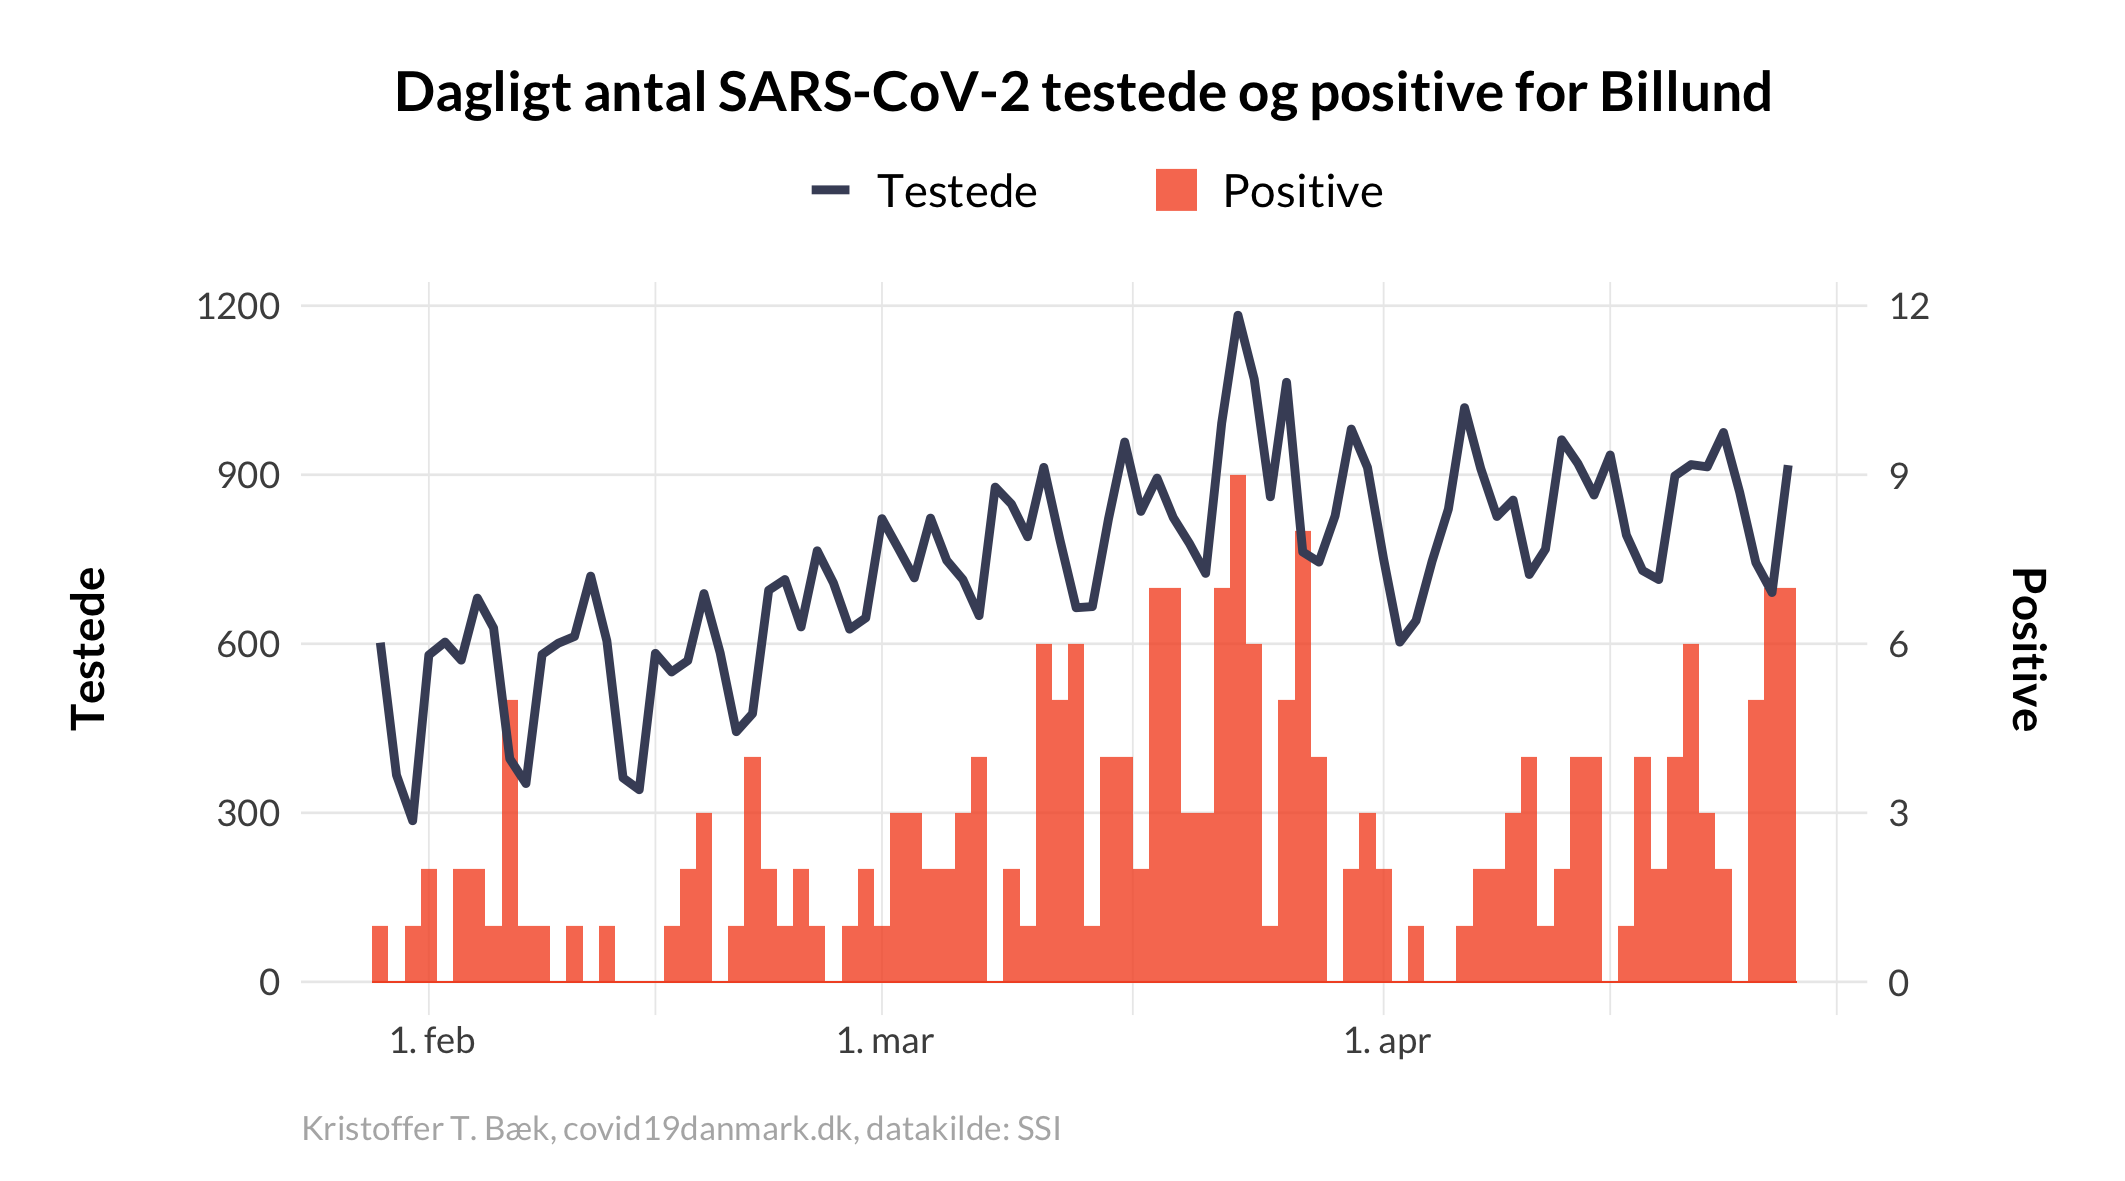 Dagligt antal SARS-CoV-2 testede og positive for Billund
Testede
Positive
1200
900
600
300
0
12
9
6
3
0
Testede
Positive
1. feb
1. mar
1. apr
Kristoffer T. Bæk, covid19danmark.dk, datakilde: SSI